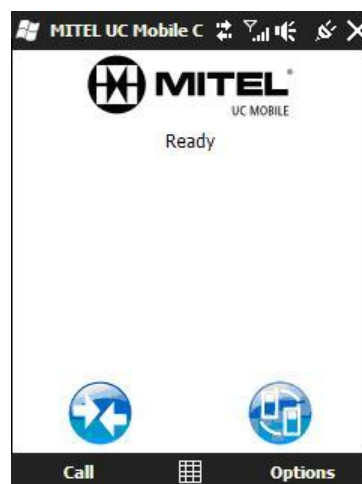 MITEL UC Mobile C
MITEL
UC MOBILE
Ready
Call
Options